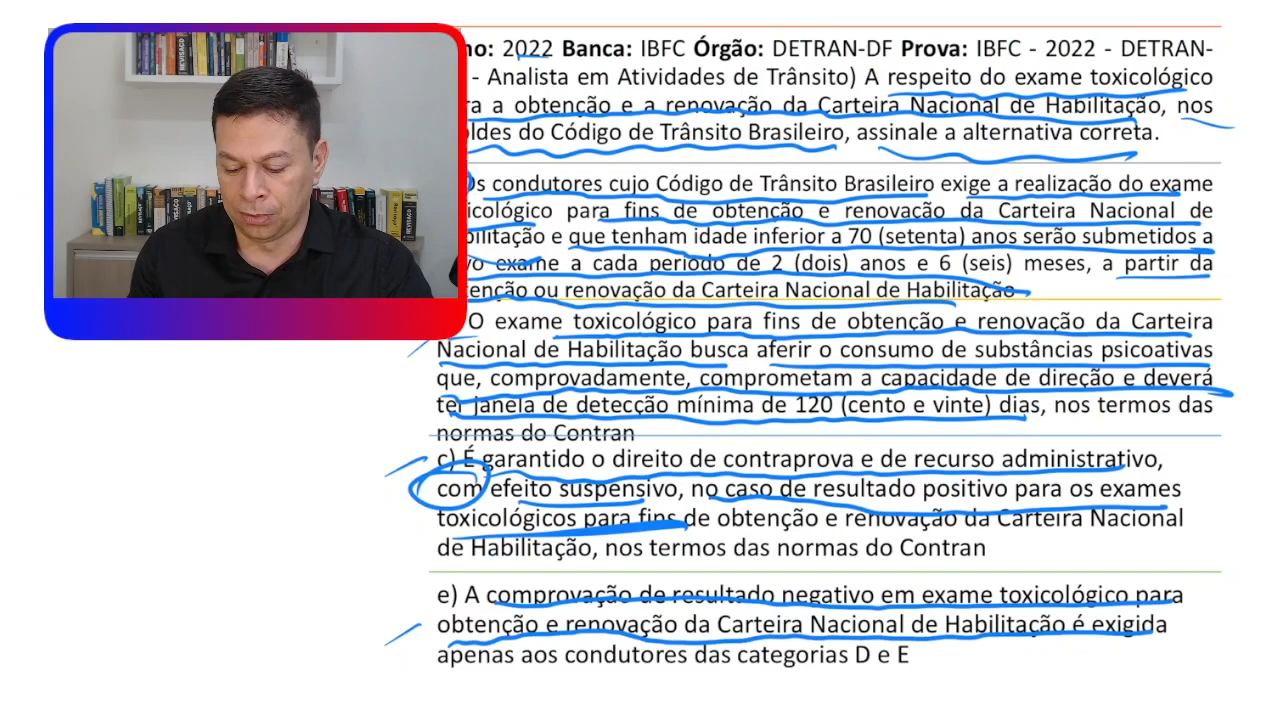 no: 2022 Banca: IBFC Órgão: DETRAN-DF Prova: IBFC - 2022 - DETRAN-
- Analista em Atividades de Trânsito) A respeito do exame toxicológico
a a obtenção e a renovação da Carteira Nacional de Habilitação, nos
oldes do Código de Trânsito Brasileiro, assinale a alternativa correta.
Os condutores cujo Código de Trânsito Brasileiro exige a realização do exame
icológico para fins de obtenção e renovação da Carteira Nacional de
bilitação e que tenham idade inferior a 70 (setenta) anos serão submetidos a
vo exame a cada período de 2 (dois) anos e 6 (seis) meses, a partir da
tenção ou renovação da Carteira Nacional de Habilitação
O exame toxicológico para fins de obtenção e renovação da Carteira
Nacional de Habilitação busca aferir o consumo de substâncias psicoativas
que, comprovadamente, comprometam a capacidade de direção e deverá
ter janela de detecção mínima de 120 (cento e vinte) dias, nos termos das
normas do Contran
c) É garantido o direito de contraprova e de recurso administrativo,
com efeito suspensivo, no caso de resultado positivo para os exames
toxicológicos para fins de obtenção e renovação da Carteira Nacional
de Habilitação, nos termos das normas do Contran
e) A comprovação de resultado negativo em exame toxicológico para
obtenção e renovação da Carteira Nacional de Habilitação é exigida
apenas aos condutores das categorias D e E